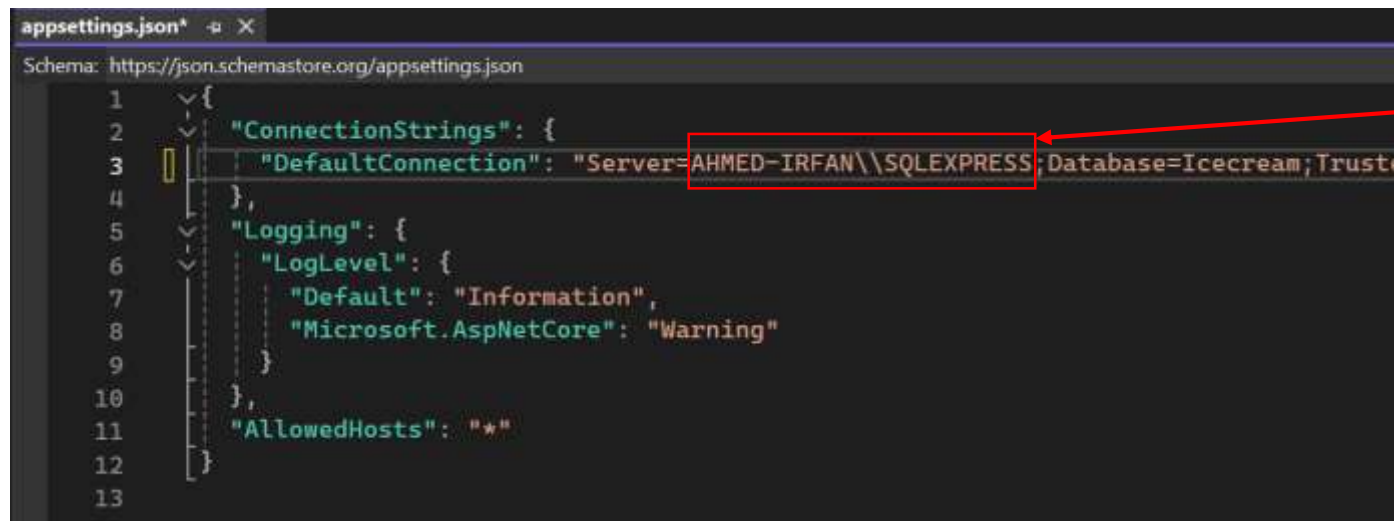 appsettings.json*
Schema: https://json.schemastore.org/appsettings.json
1 {
2 "ConnectionStrings": {
3 "DefaultConnection": "Server=AHMED-IRFAN\\SQLEXPRESS;Database=Icecream;Truste
4 },
5 "Logging": {
6 "LogLevel": {
7 "Default": "Information",
8 "Microsoft.AspNetCore": "Warning"
9 }
10 },
11 "AllowedHosts": "*"
12 }
13